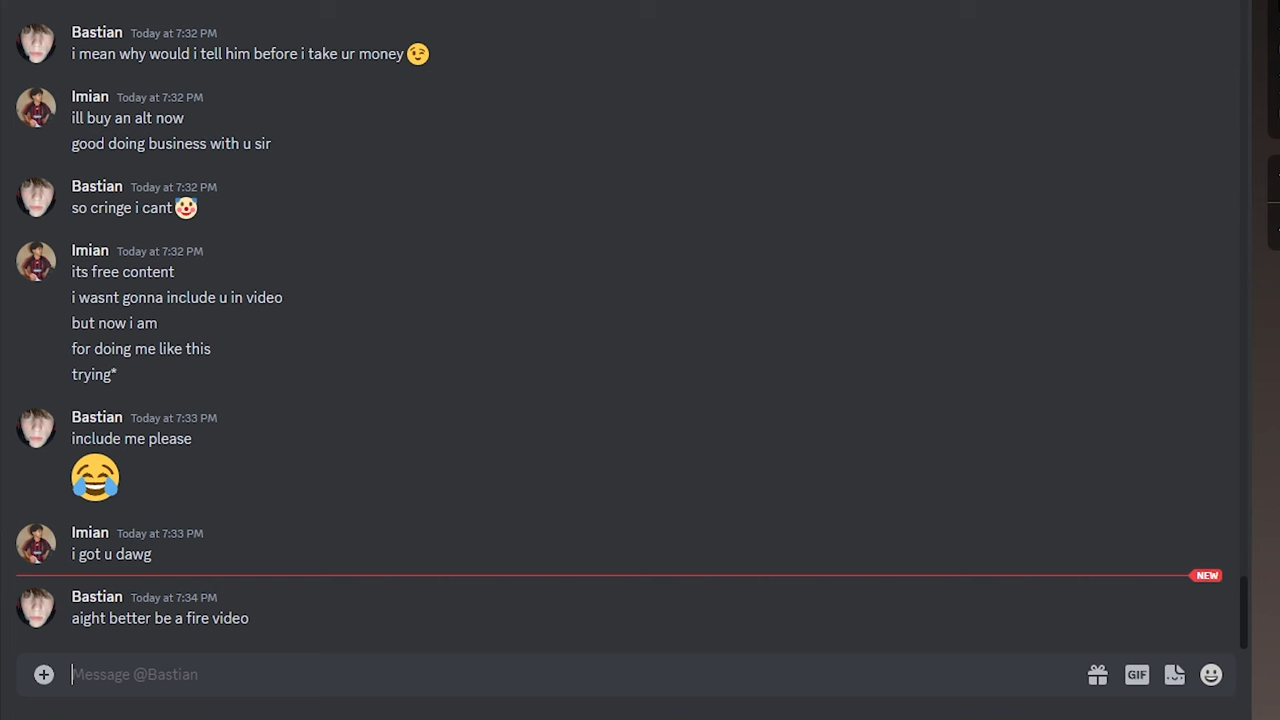 Bastian Today at 7:32 PM
i mean why would i tell him before i take ur money 😉
Imian Today at 7:32 PM
ill buy an alt now
good doing business with u sir
Bastian Today at 7:32 PM
so cringe i cant 🤡
Imian Today at 7:32 PM
its free content
i wasnt gonna include u in video
but now i am
for doing me like this
trying*
Bastian Today at 7:33 PM
include me please
😂
Imian Today at 7:33 PM
i got u dawg
NEW
Bastian Today at 7:34 PM
aight better be a fire video
Message @Bastian
GIF